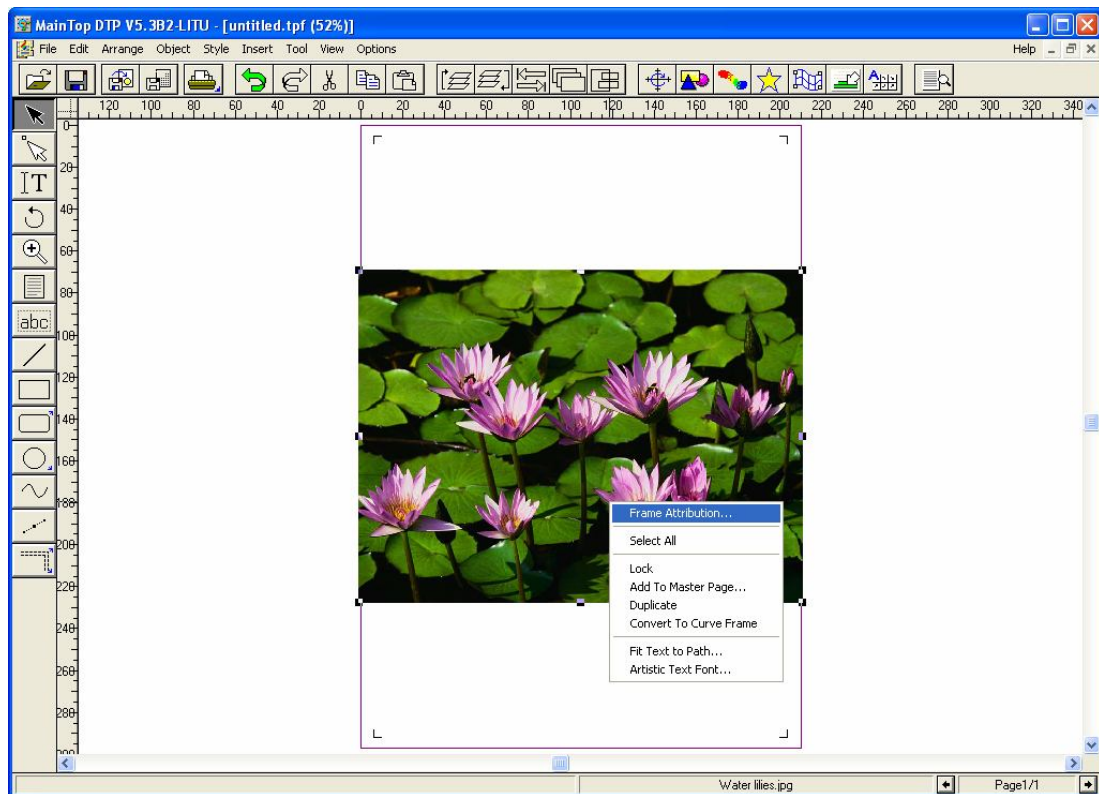 MainTop DTP V5.3B2-LITU - [untitled.tpf (52%)]
File Edit Arrange Object Style Insert Tool View Options Help
120 100 80 60 40 20 0 20 40 60 80 100 120 140 160 180 200 220 240 260 280 300 320 340
0
20
40
60
80
100
120
140
160
180
200
220
240
260
280
T
abc
Frame Attribution...
Select All
Lock
Add To Master Page...
Duplicate
Convert To Curve Frame
Fit Text to Path...
Artistic Text Font...
Water lilies.jpg Page1/1